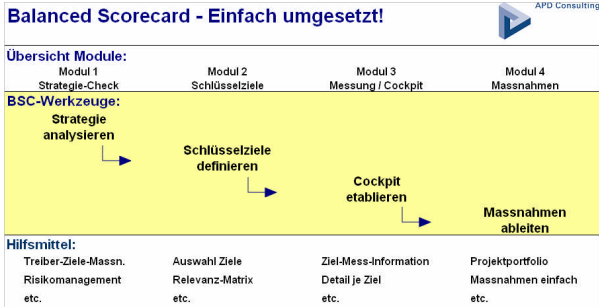 Balanced Scorecard - Einfach umgesetzt!
APD Consulting
Übersicht Module:
Modul 1 Modul 2 Modul 3 Modul 4
Strategie-Check Schlüsselziele Messung / Cockpit Massnahmen
BSC-Werkzeuge:
Strategie
analysieren
Schlüsselziele
definieren
Cockpit
etablieren
Massnahmen
ableiten
Hilfsmittel:
Treiber-Ziele-Massn. Auswahl Ziele Ziel-Mess-Information Projektportfolio
Risikomanagement Relevanz-Matrix Detail je Ziel Massnahmen einfach
etc. etc. etc. etc.